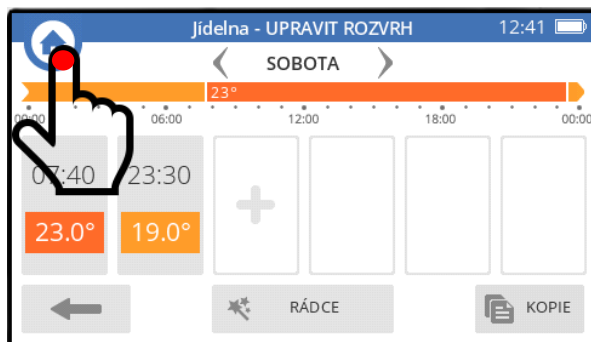 Jídelna - UPRAVIT ROZVRH 12:41
SOBOTA
23°
00:00 06:00 12:00 18:00 00:00
07:40 23:30
23.0° 19.0°
RÁDCE KOPIE